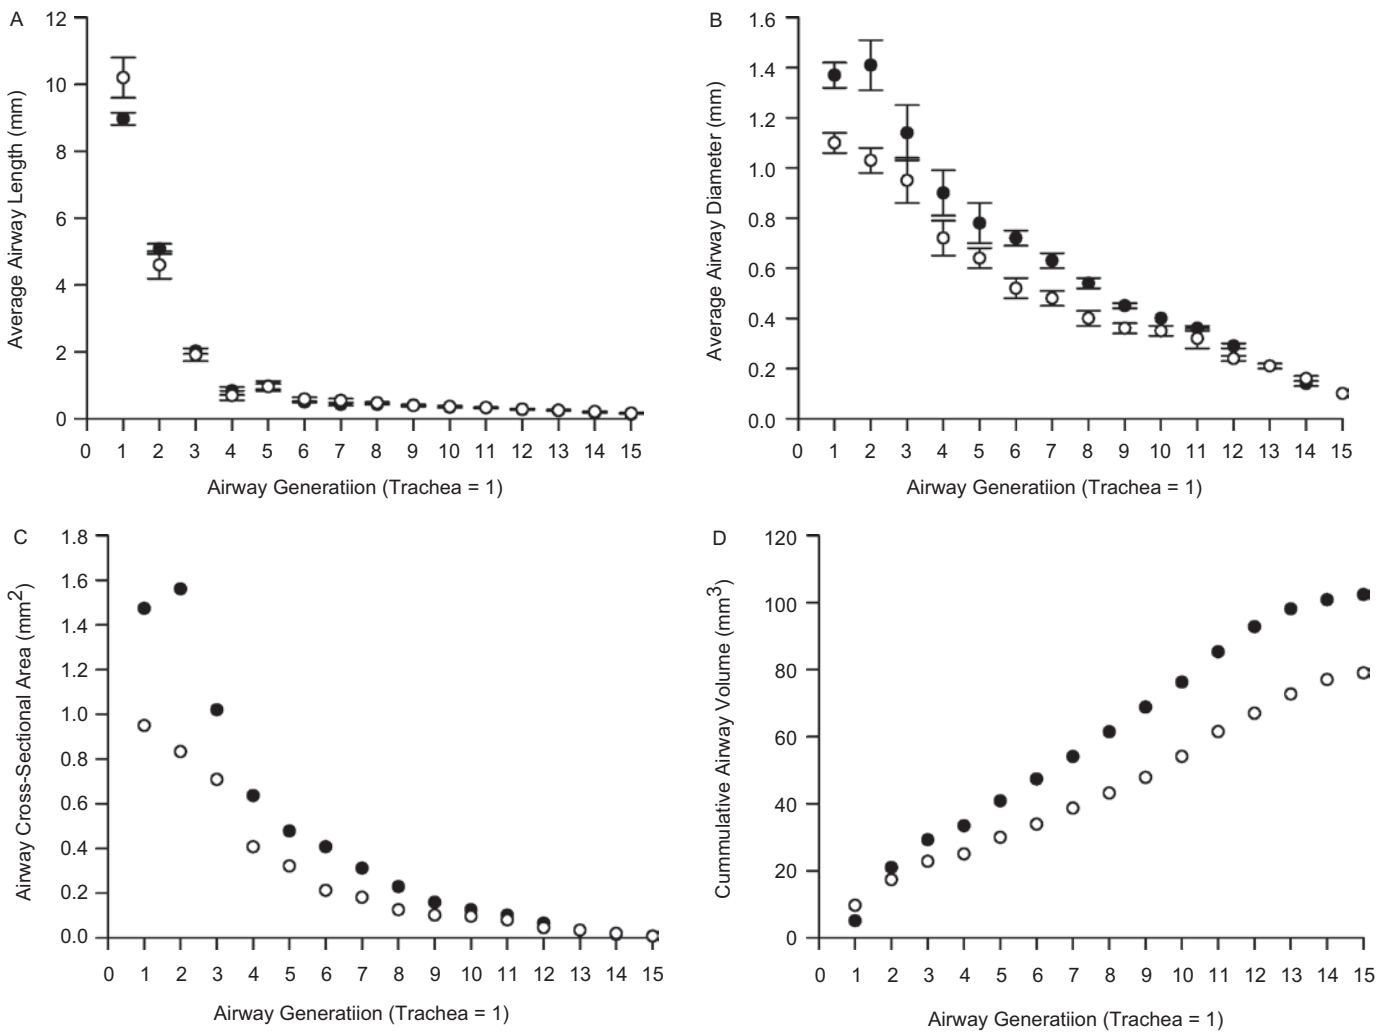 A
12
10
8
6
4
2
0
0 1 2 3 4 5 6 7 8 9 10 11 12 13 14 15
Average Airway Length (mm)
Airway Generatiion (Trachea = 1)
B
1.6
1.4
1.2
1.0
0.8
0.6
0.4
0.2
0.0
0 1 2 3 4 5 6 7 8 9 10 11 12 13 14 15
Average Airway Diameter (mm)
Airway Generatiion (Trachea = 1)
C
1.8
1.6
1.4
1.2
1.0
0.8
0.6
0.4
0.2
0.0
0 1 2 3 4 5 6 7 8 9 10 11 12 13 14 15
Airway Cross-Sectional Area (mm²)
Airway Generatiion (Trachea = 1)
D
120
100
80
60
40
20
0
0 1 2 3 4 5 6 7 8 9 10 11 12 13 14 15
Cummulative Airway Volume (mm³)
Airway Generatiion (Trachea = 1)